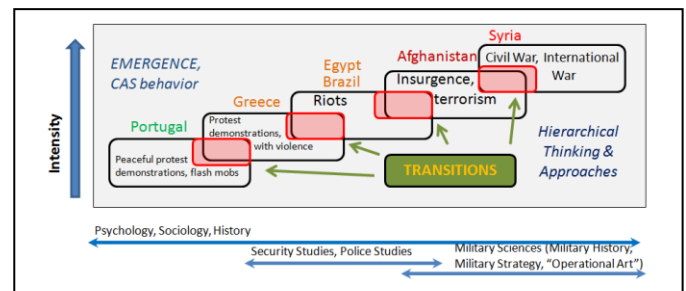 Syria
Egypt
Afghanistan
Civil War, International
War
EMERGENCE,
CAS behavior
Brazil
Insurgence,
terrorism
Greece
Riots
Portugal
Protest
demonstrations,
with violence
Hierarchical
Thinking &
Approaches
Intensity
Peaceful protest
demonstrations, flash mobs
TRANSITIONS
Psychology, Sociology, History
Security Studies, Police Studies
Military Sciences (Military History,
Military Strategy, “Operational Art”)